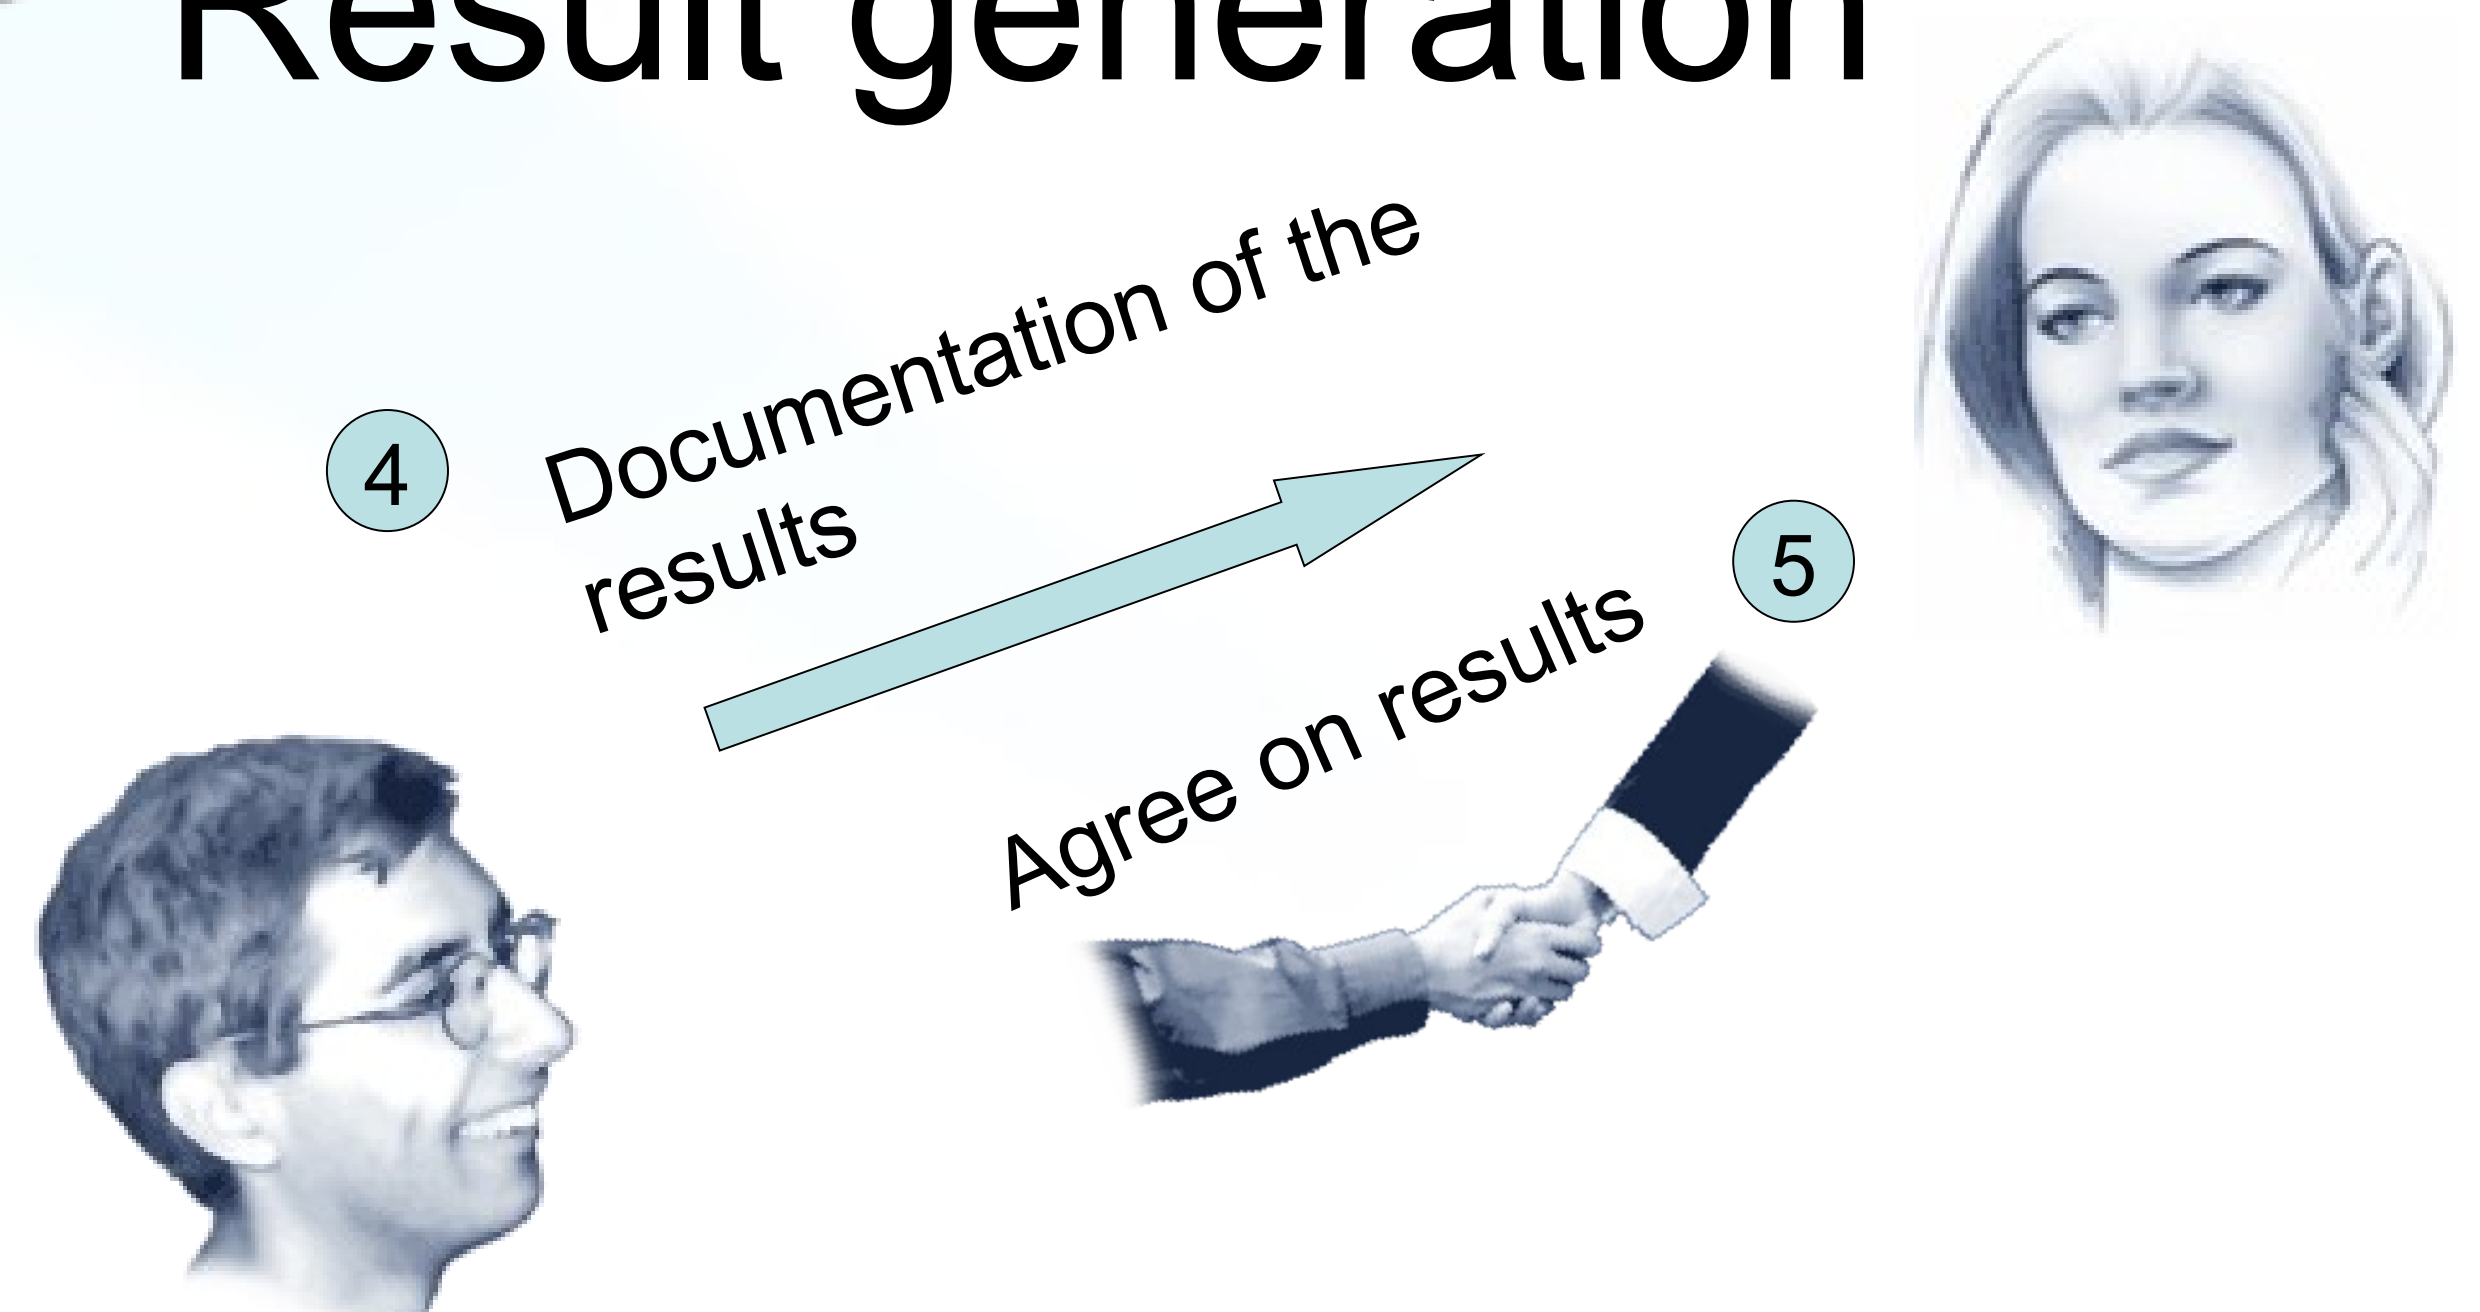 Result generation
4
Documentation of the
results
5
Agree on results